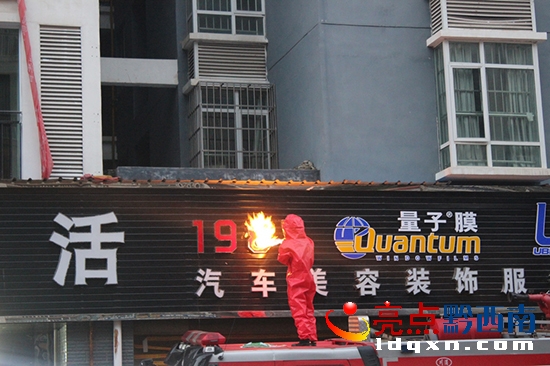 活
19
量子®膜
Quantum
WINDOWFILMS
汽车美容装饰服
亮点黔西南
ldqxn.com